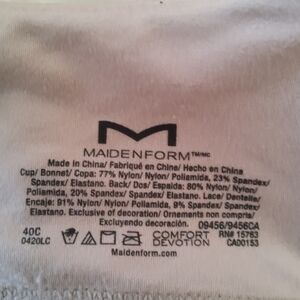 M
MAIDENFORM™/MC
Made in China/ Fabriqué en Chine/ Hecho en China
Cup/ Bonnet/ Copa: 77% Nylon/ Nylon/ Poliamida, 23% Spandex/
Spandex/ Elastano. Back/ Dos/ Espalda: 80% Nylon/ Nylon/
Poliamida, 20% Spandex/ Spandex/ Elastano. Lace/ Dentelle/
Encaje: 91% Nylon/ Nylon/ Poliamida, 9% Spandex/ Spandex/
Elastano. Exclusive of decoration/ Ornements non compris/
Excluyendo decoración. 09456/9456CA
40C COMFORT RN# 15763
0420LC DEVOTION CA00153
Maidenform.com